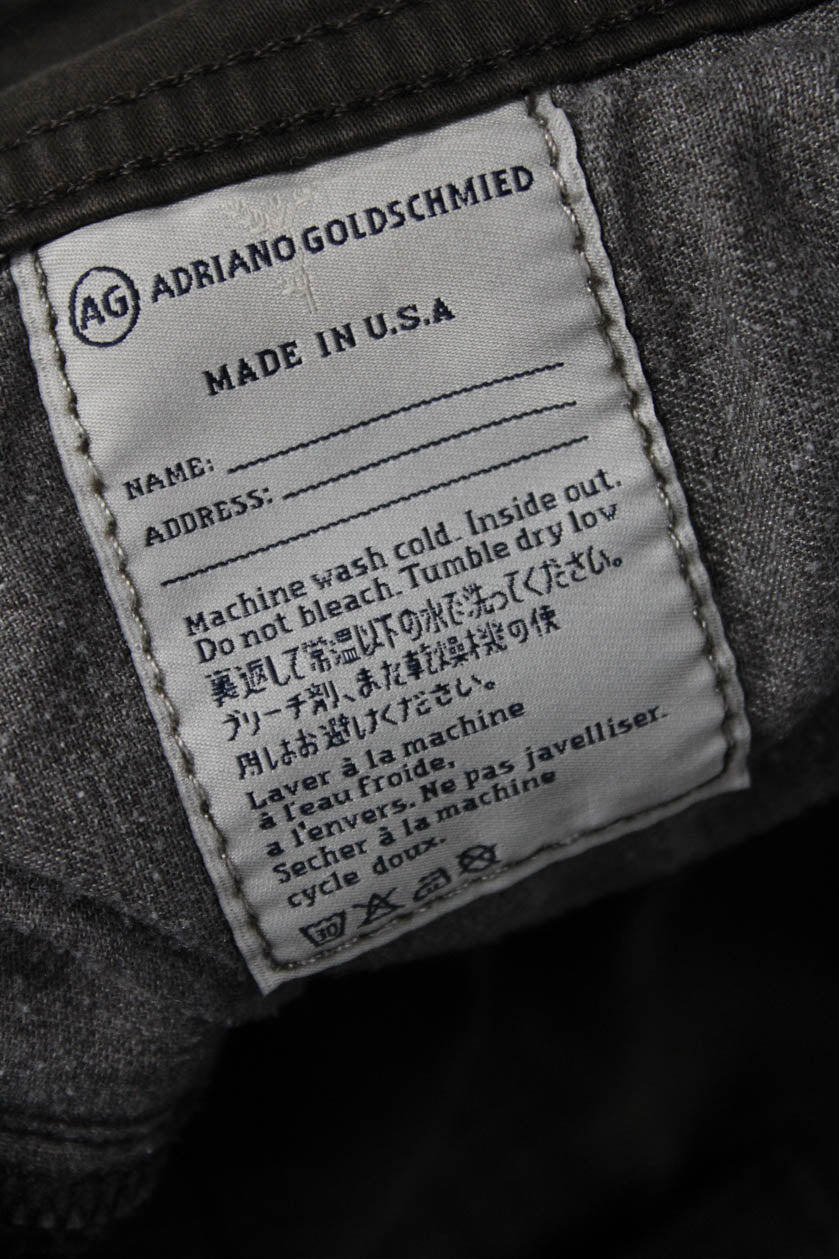 AG ADRIANO GOLDSCHMIED
MADE IN U.S.A
NAME:
ADDRESS:
Machine wash cold. Inside out.
Do not bleach. Tumble dry low
裏返して常温以下の水で洗ってください。
ブリーチ剤、また乾燥機の使
用はお避けください。
Laver à la machine
à l'eau froide,
a l'envers. Ne pas javelliser.
Secher à la machine
cycle doux.
30